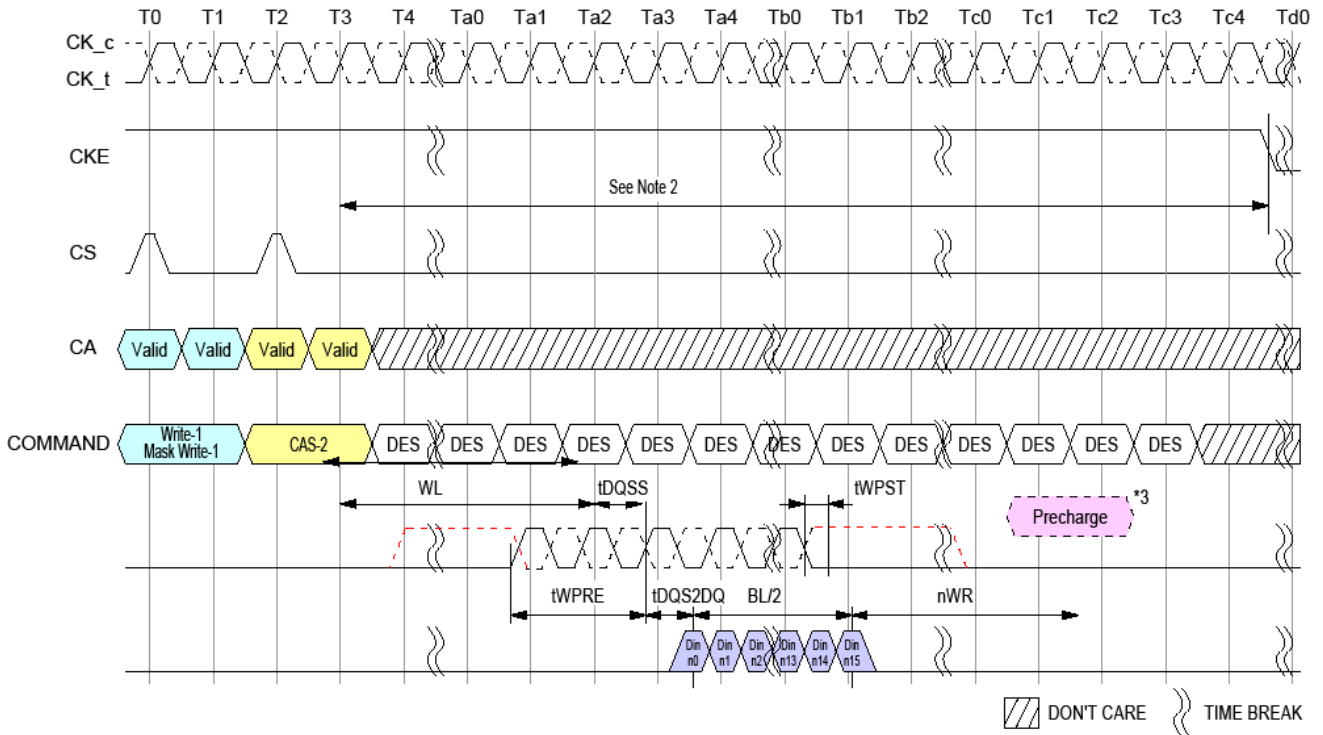 T0 T1 T2 T3 T4 Ta0 Ta1 Ta2 Ta3 Ta4 Tb0 Tb1 Tb2 Tc0 Tc1 Tc2 Tc3 Tc4 Td0
CK_c
CK_t
CKE
See Note 2
CS
CA Valid Valid Valid Valid
COMMAND Write-1 Mask Write-1 CAS-2 DES DES DES DES DES DES DES DES DES DES DES DES DES
WL tDQSS tWPST
Precharge *3
tWPRE tDQS2DQ BL/2 nWR
Din n0 Din n1 Din n2 Din n13 Din n14 Din n15
DON'T CARE TIME BREAK